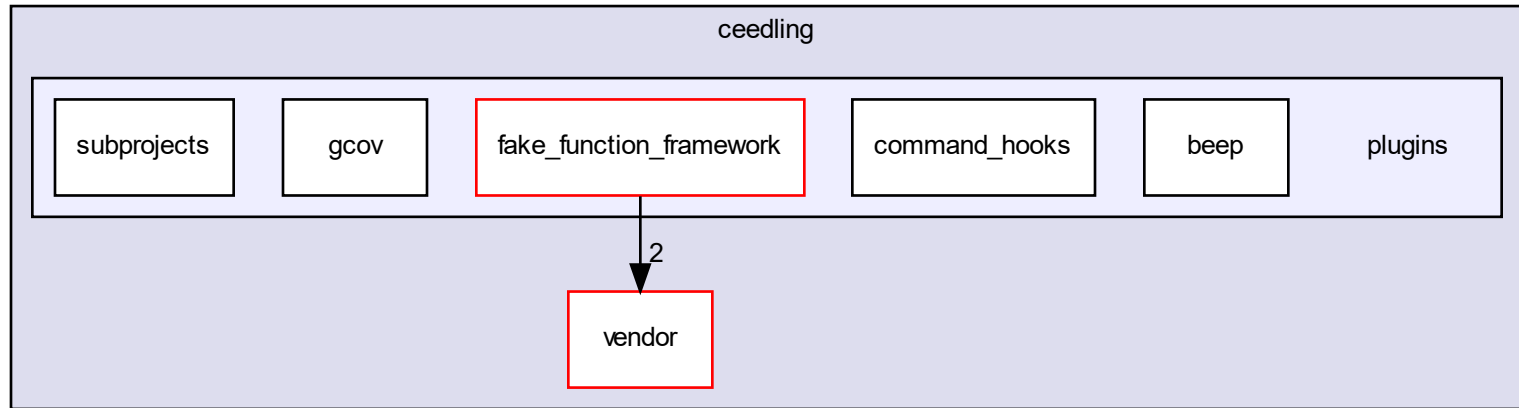 ceedling
subprojects
gcov
fake_function_framework
command_hooks
beep
plugins
2
vendor